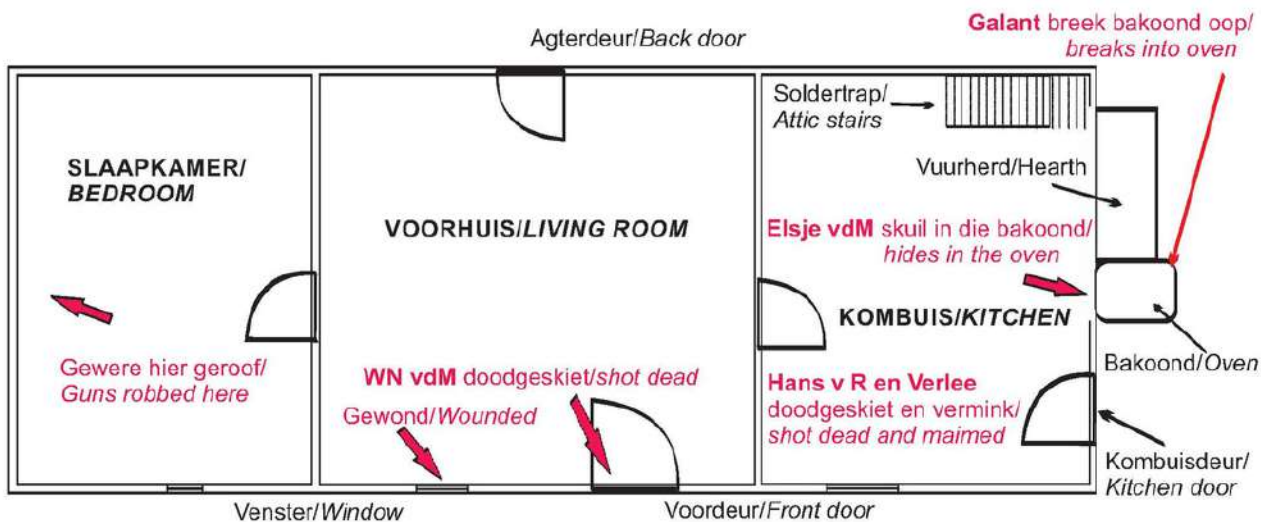 Galant breek bakoond oop/
breaks into oven
Agterdeur/Back door
Soldertrap/
Attic stairs
SLAAPKAMER/
BEDROOM
Vuurherd/Hearth
VOORHUIS/LIVING ROOM
Elsje vdM skuil in die bakoond/
hides in the oven
KOMBUIS/KITCHEN
Gewere hier geroof/
Guns robbed here
WN vdM doodgeskiet/shot dead
Gewond/Wounded
Hans v R en Verlee
doodgeskiet en vermink/
shot dead and maimed
Bakoond/Oven
Kombuisdeur/
Kitchen door
Venster/Window
Voordeur/Front door